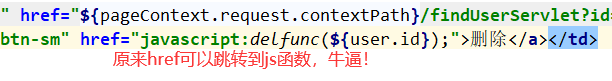 " href="${pageContext.request.contextPath}/findUserServlet?id=
btn-sm" href="javascript:delfunc(${user.id});">删除</a></td>
原来href可以跳转到js函数，牛逼！